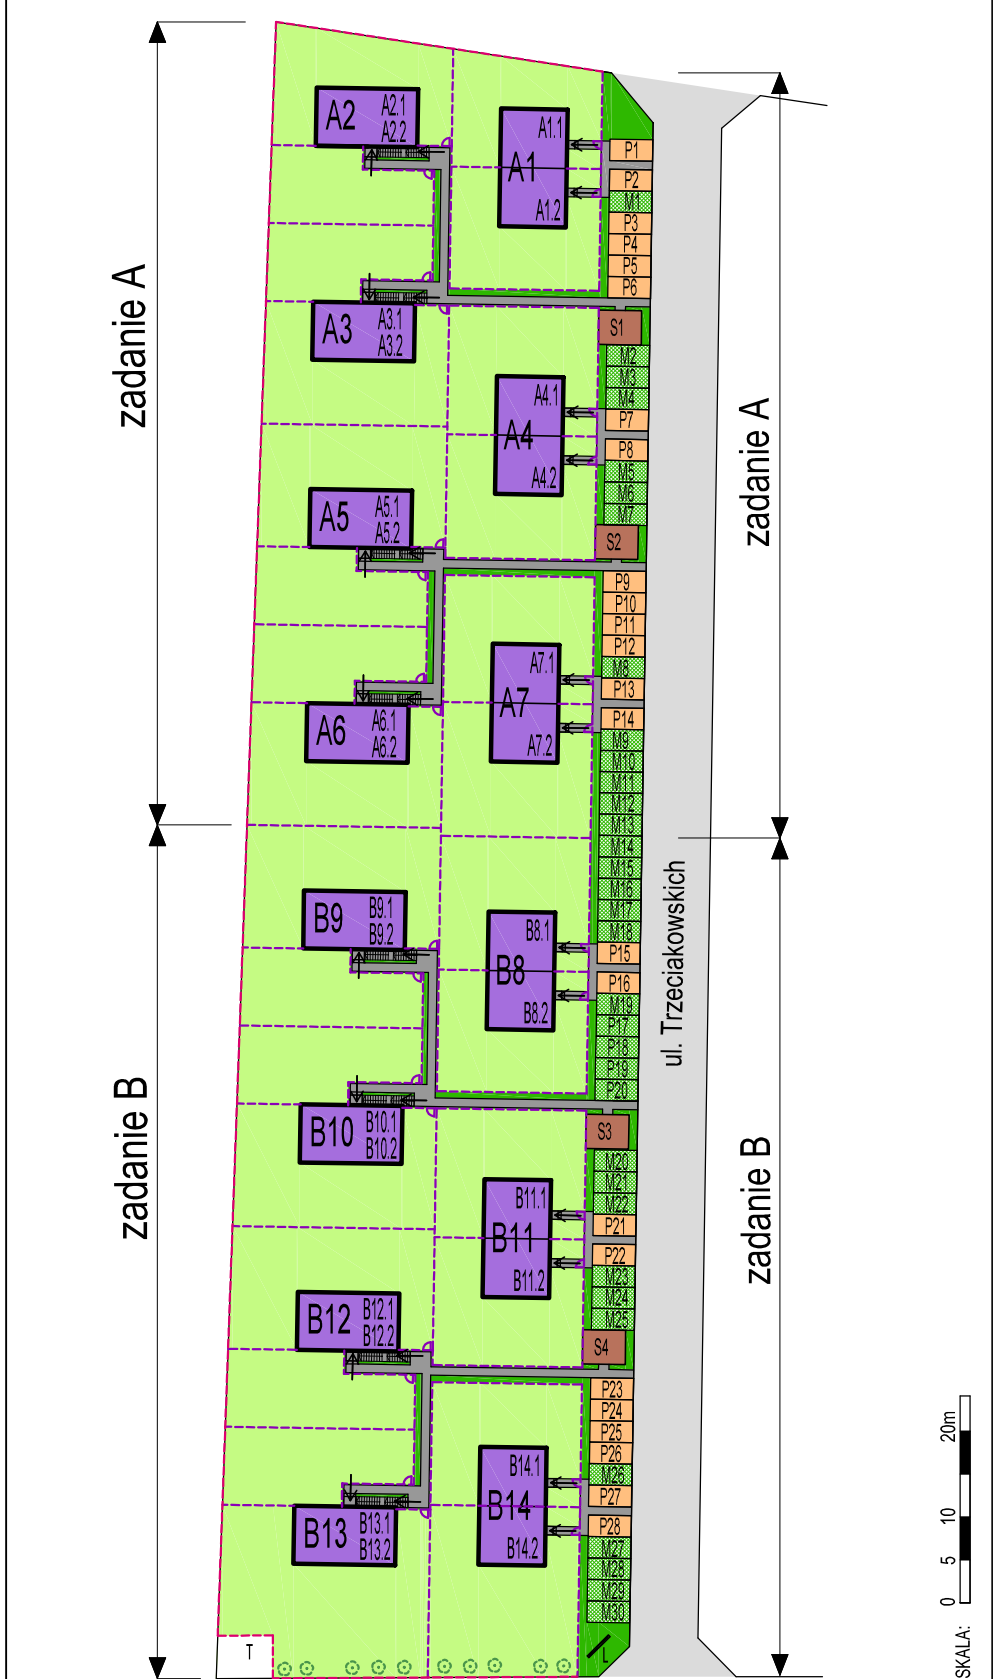 zadanie A
zadanie B
A2
A2.1
A2.2
A3
A3.1
A3.2
A5
A5.1
A5.2
A6
A6.1
A6.2
B9
B9.1
B9.2
B10
B10.1
B10.2
B12
B12.1
B12.2
B13
B13.1
B13.2
T
A1
A1.1
A1.2
A4
A4.1
A4.2
A7
A7.1
A7.2
B8
B8.1
B8.2
B11
B11.1
B11.2
B14
B14.1
B14.2
P1
P2
M1
P3
P4
P5
P6
S1
M2
M3
M4
P7
P8
M5
M6
M7
S2
P9
P10
P11
P12
M8
P13
P14
M9
M10
M11
M12
M13
M14
M15
M16
M17
M18
P15
P16
M19
P17
P18
P19
P20
S3
M20
M21
M22
P21
P22
M23
M24
M25
S4
P23
P24
P25
P26
M26
P27
P28
M27
M28
M29
M30
L
ul. Trzeciakowskich
zadanie A
zadanie B
SKALA: 0 5 10 20m